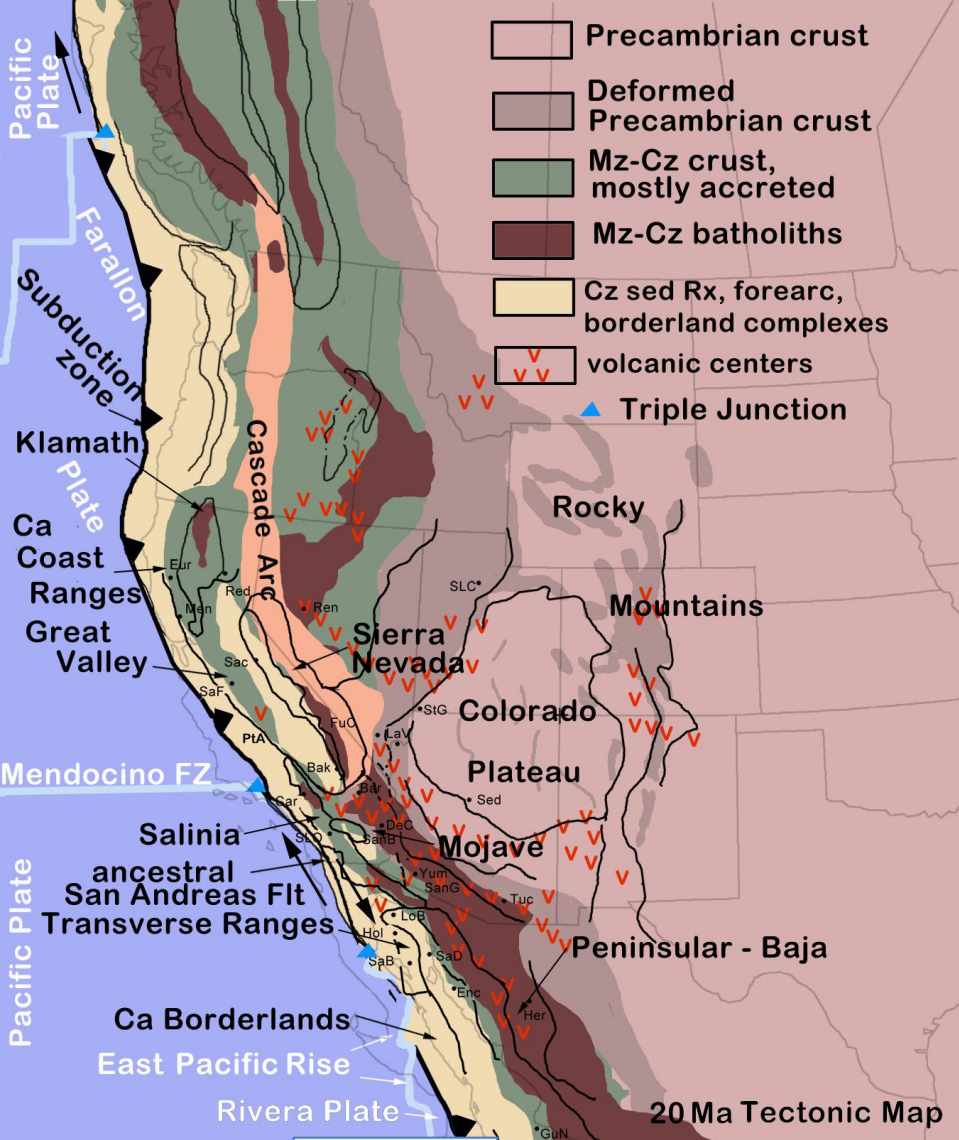 Precambrian crust
Deformed
Precambrian crust
Mz-Cz crust,
mostly accreted
Mz-Cz batholiths
Cz sed Rx, forearc,
borderland complexes
volcanic centers
Triple Junction
Pacific
Plate
Farallon
Plate
Subduction
zone
Klamath
Cascade Arc
Rocky
Mountains
Ca
Coast
Ranges
Eur
Red
Men
Ren
SLC
Great
Valley
Sac
SaF
Sierra
Nevada
StG
Colorado
Plateau
FuC
LaV
PtA
Mendocino FZ
Bak
Bar
Sed
Car
Salinia
SLO
DeC
SanB
Mojave
ancestral
San Andreas Flt
Yum
SanG
Tuc
Transverse Ranges
LoB
Hol
SaB
SaD
Peninsular - Baja
Enc
Her
Pacific Plate
Ca Borderlands
East Pacific Rise
Rivera Plate
20 Ma Tectonic Map
GuN